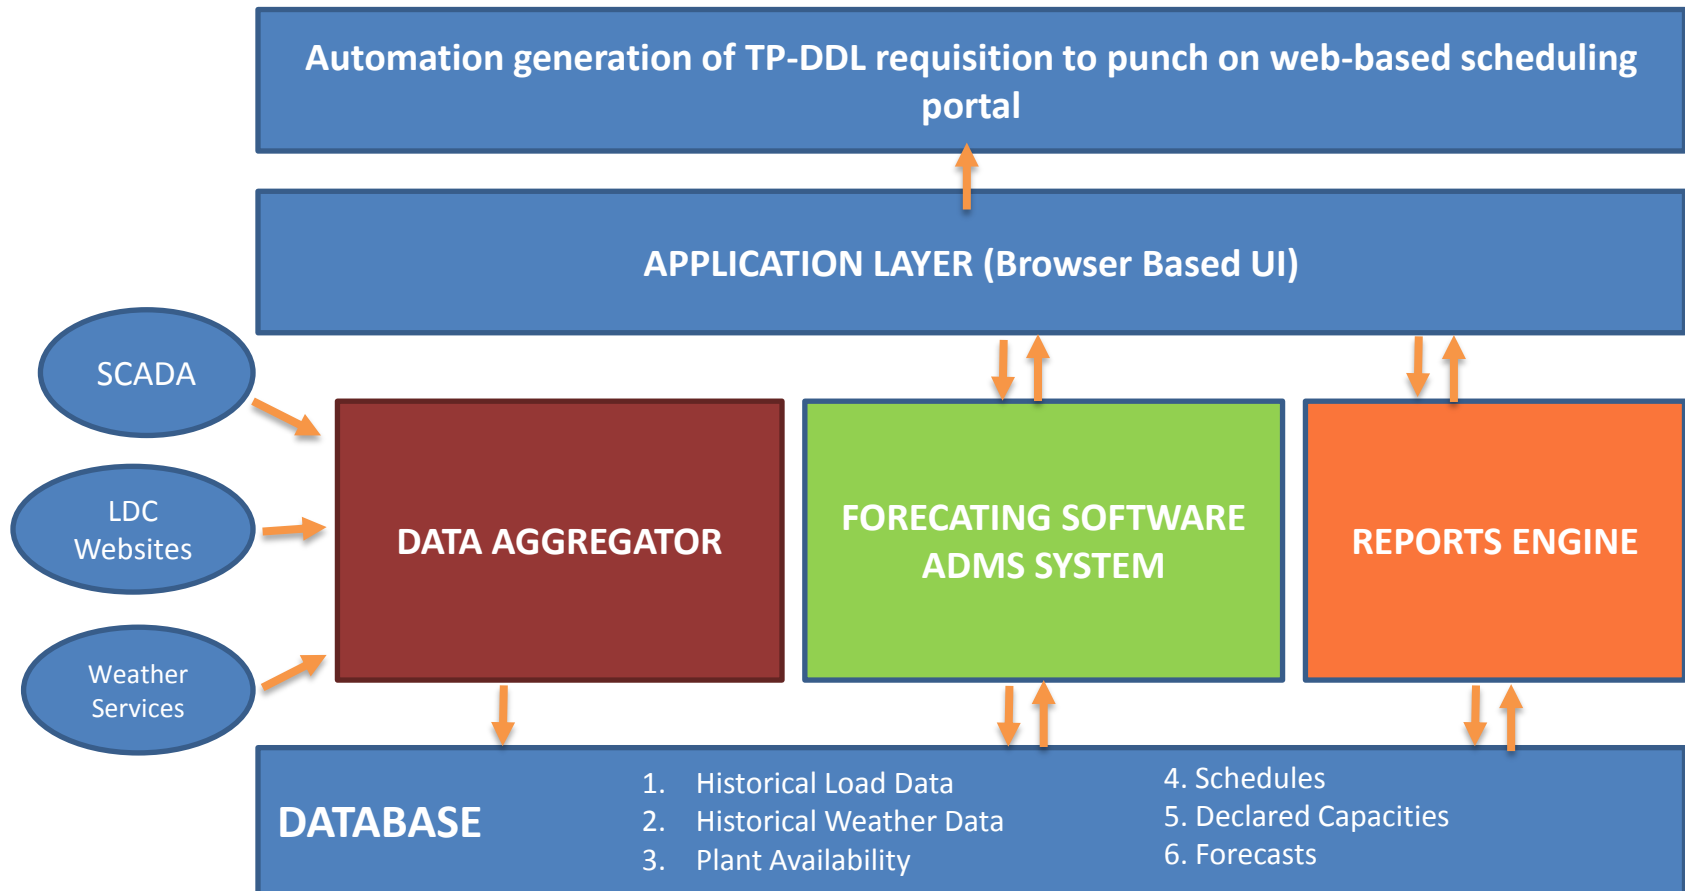 Automation generation of TP-DDL requisition to punch on web-based scheduling
portal
APPLICATION LAYER (Browser Based UI)
SCADA
LDC
Websites
Weather
Services
DATA AGGREGATOR
FORECATING SOFTWARE
ADMS SYSTEM
REPORTS ENGINE
DATABASE
1. Historical Load Data
2. Historical Weather Data
3. Plant Availability
4. Schedules
5. Declared Capacities
6. Forecasts